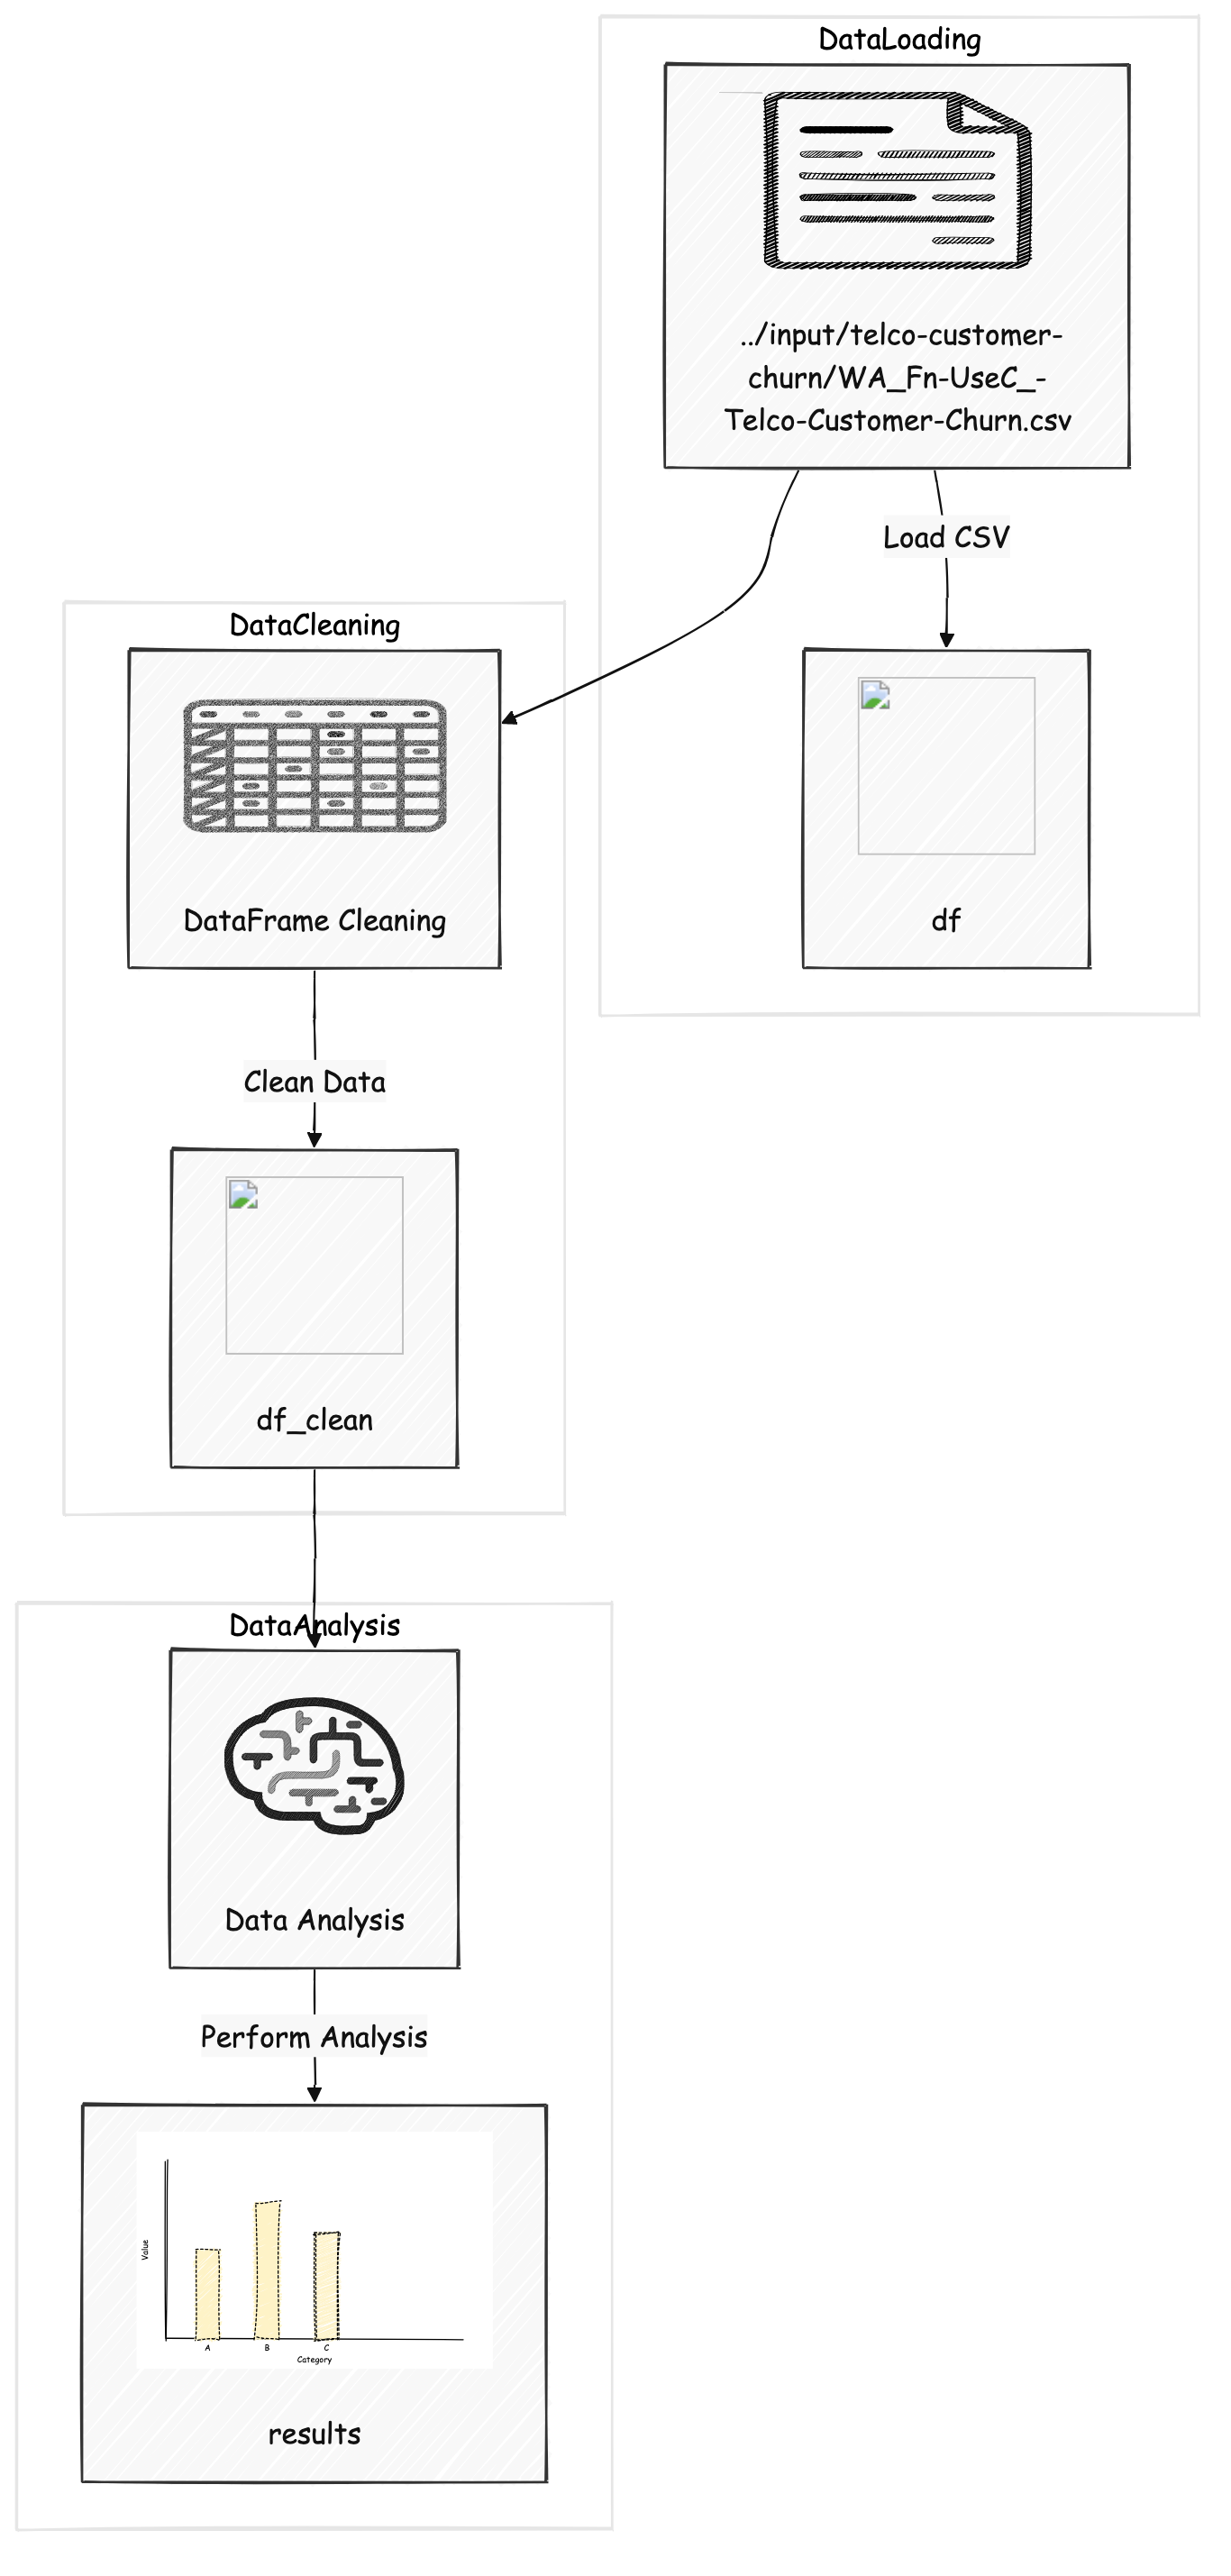 DataLoading
../input/telco-customer-
churn/WA_Fn-UseC_-
Telco-Customer-Churn.csv
Load CSV
DataCleaning
df
DataFrame Cleaning
Clean Data
df_clean
DataAnalysis
Data Analysis
Perform Analysis
Value
A B C
Category
results